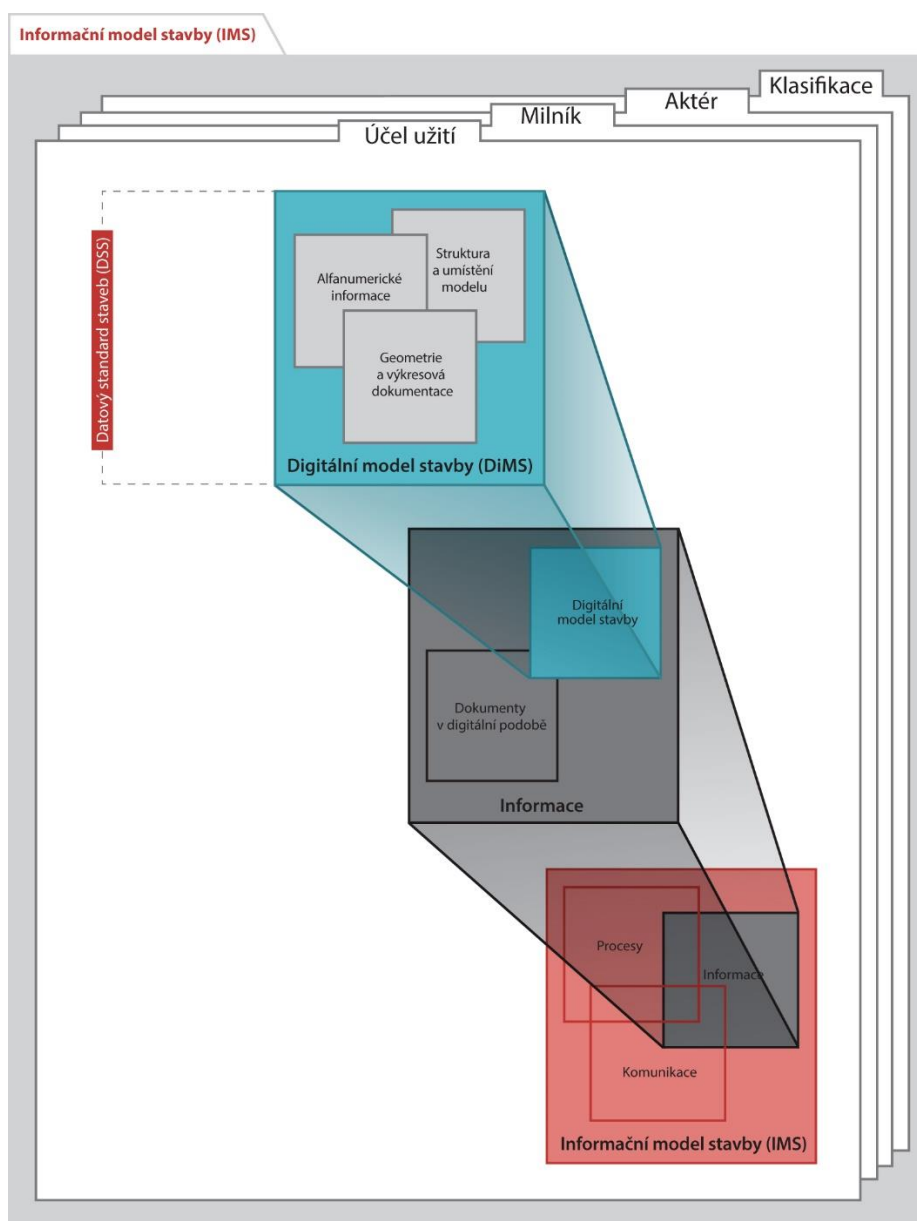 Informační model stavby (IMS)
Klasifikace
Aktér
Milník
Účel užití
Datový standard staveb (DSS)
Struktura
a umístění
modelu
Alfanumerické
informace
Geometrie
a výkresová
dokumentace
Digitální model stavby (DiMS)
Digitální
model stavby
Dokumenty
v digitální podobě
Informace
Procesy
Informace
Komunikace
Informační model stavby (IMS)